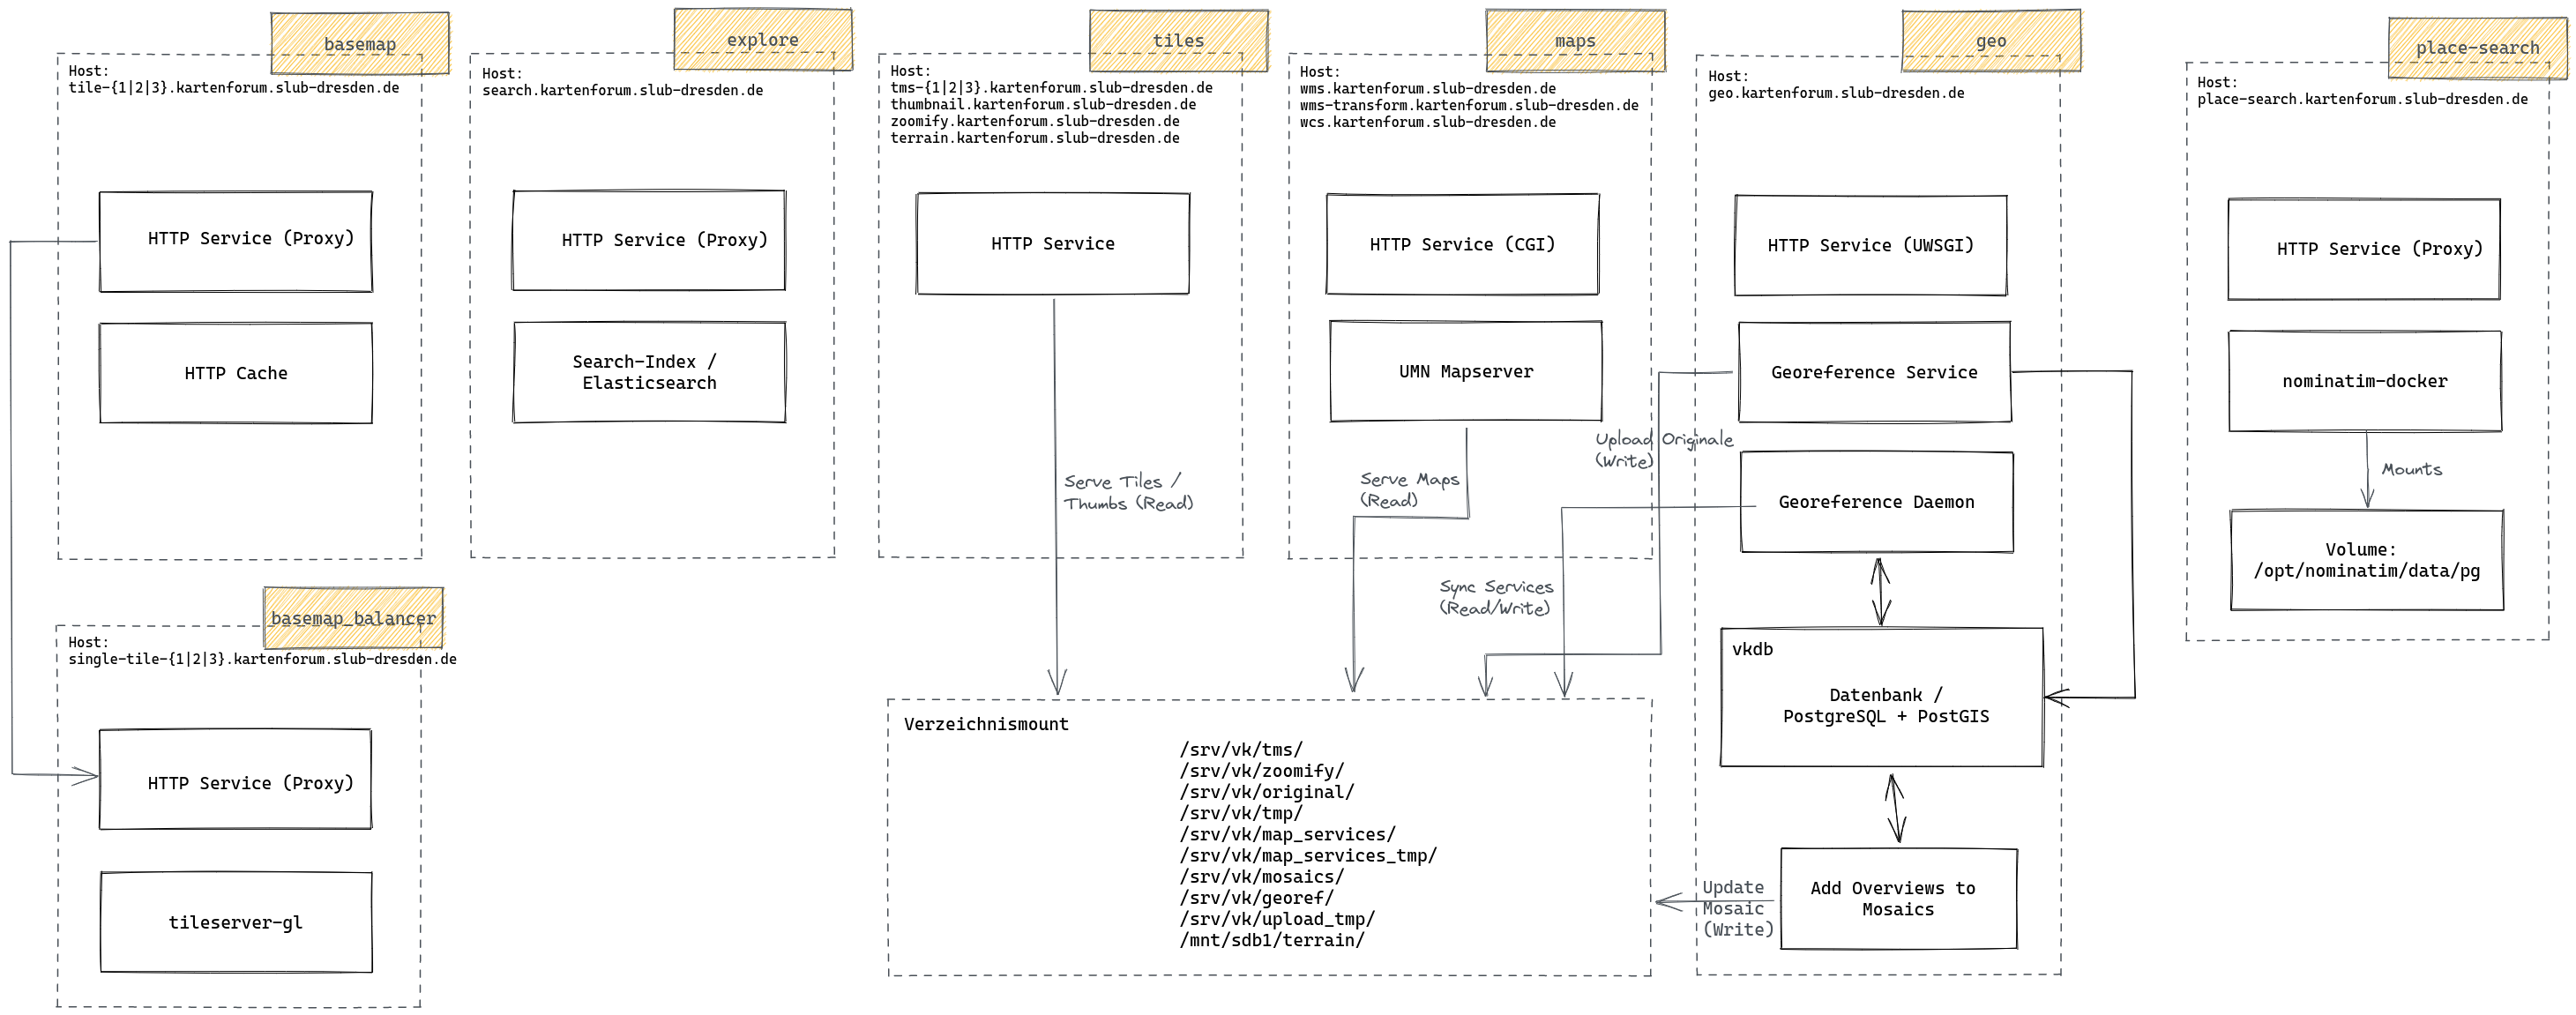 basemap
Host:
tile-{1|2|3}.kartenforum.slub-dresden.de
HTTP Service (Proxy)
HTTP Cache
explore
Host:
search.kartenforum.slub-dresden.de
HTTP Service (Proxy)
Search-Index /
Elasticsearch
tiles
Host:
tms-{1|2|3}.kartenforum.slub-dresden.de
thumbnail.kartenforum.slub-dresden.de
zoomify.kartenforum.slub-dresden.de
terrain.kartenforum.slub-dresden.de
HTTP Service
Serve Tiles /
Thumbs (Read)
maps
Host:
wms.kartenforum.slub-dresden.de
wms-transform.kartenforum.slub-dresden.de
wcs.kartenforum.slub-dresden.de
HTTP Service (CGI)
UMN Mapserver
Serve Maps
(Read)
geo
Host:
geo.kartenforum.slub-dresden.de
HTTP Service (UWSGI)
Georeference Service
Upload Originale
(Write)
Georeference Daemon
Sync Services
(Read/Write)
vkdb
Datenbank /
PostgreSQL + PostGIS
Add Overviews to
Mosaics
Update
Mosaic
(Write)
place-search
Host:
place-search.kartenforum.slub-dresden.de
HTTP Service (Proxy)
nominatim-docker
Mounts
Volume:
/opt/nominatim/data/pg
basemap_balancer
Host:
single-tile-{1|2|3}.kartenforum.slub-dresden.de
HTTP Service (Proxy)
tileserver-gl
Verzeichnismount
/srv/vk/tms/
/srv/vk/zoomify/
/srv/vk/original/
/srv/vk/tmp/
/srv/vk/map_services/
/srv/vk/map_services_tmp/
/srv/vk/mosaics/
/srv/vk/georef/
/srv/vk/upload_tmp/
/mnt/sdb1/terrain/